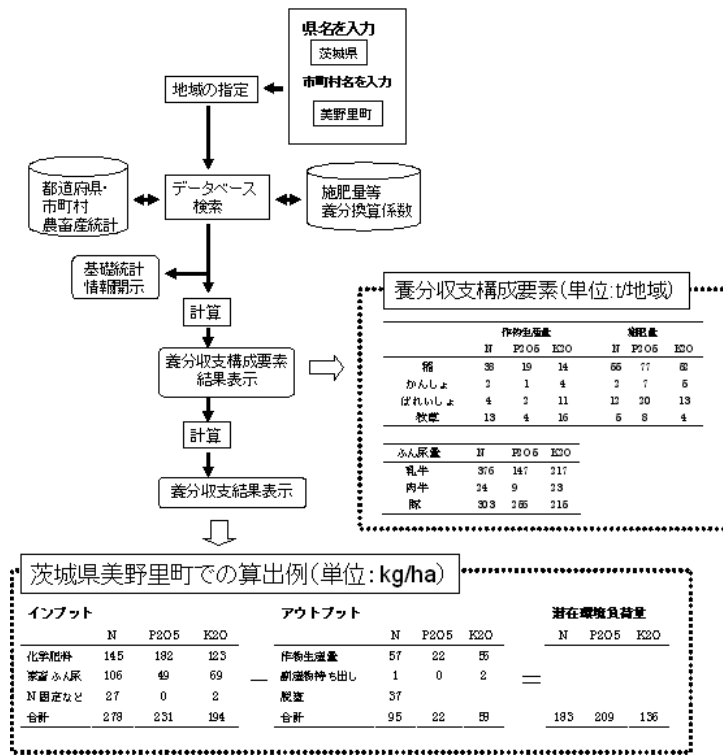 県名を入力
茨城県
市町村名を入力
美野里町
地域の指定
都道府県・
市町村
農畜産統計
データベース
検索
施肥量等
養分換算係数
基礎統計
情報開示
計算
養分収支構成要素
結果表示
計算
養分収支結果表示
養分収支構成要素(単位:t/地域)
作物生産量 施肥量
N P2O5 K2O N P2O5 K2O
稲 38 19 14 77
かんしょ 2 1 4 2 7
ばれいしょ 4 2 11 12 20 13
牧草 13 4 16 8 4
ふん尿量 N P2O5 K2O
乳牛 376 147 217
肉牛 24 9 23
豚 303 215
茨城県美野里町での算出例(単位:kg/ha)
インプット アウトプット 潜在環境負荷量
N P2O5 K2O N P2O5 K2O N P2O5 K2O
化学肥料 145 182 123 作物生産量 57 22
家畜ふん尿 106 49 69 ー 副産物持ち出し 1 0 2 =
N固定など 27 0 2 脱窒 37
合計 278 231 194 合計 95 22 183 209 136